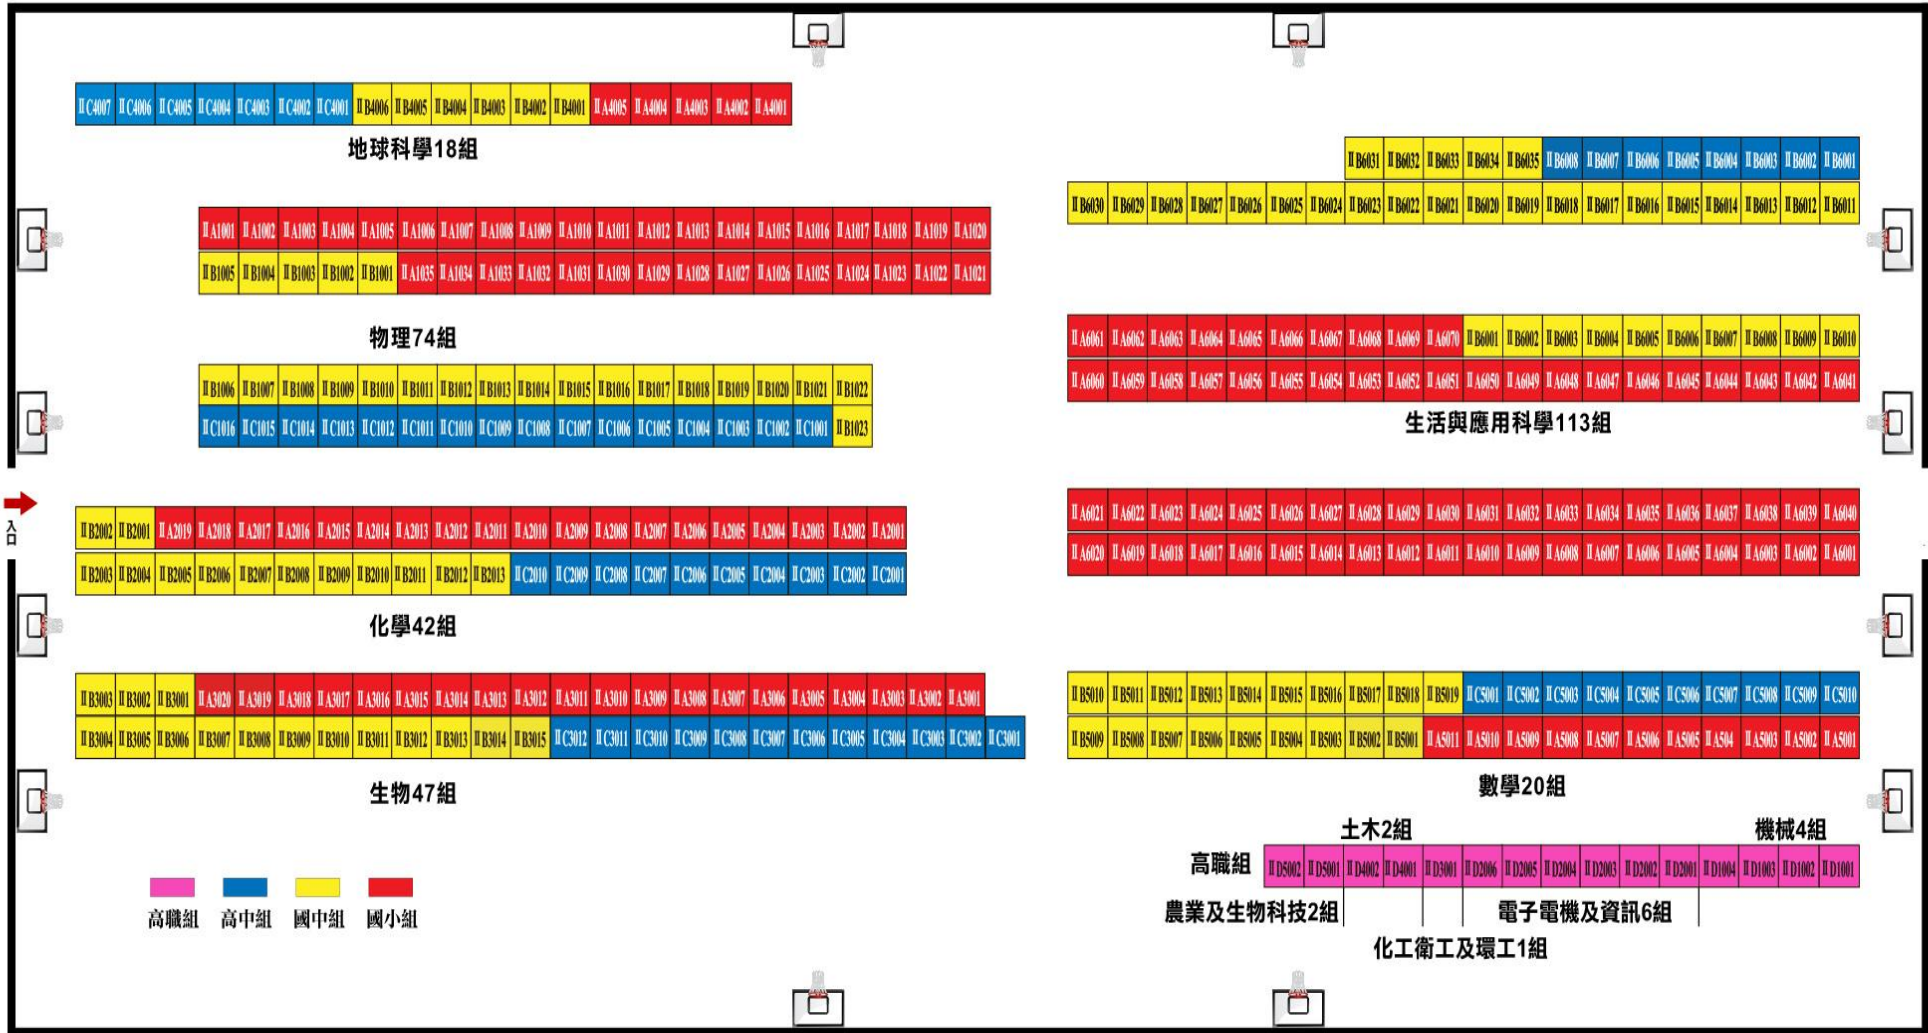 ⅡC4007 ⅡC4006 ⅡC4005 ⅡC4004 ⅡC4003 ⅡC4002 ⅡC4001 ⅡB4006 ⅡB4005 ⅡB4004 ⅡB4003 ⅡB4002 ⅡB4001 ⅡA4005 ⅡA4004 ⅡA4003 ⅡA4002 ⅡA4001
地球科學18組
ⅡA1001 ⅡA1002 ⅡA1003 ⅡA1004 ⅡA1005 ⅡA1006 ⅡA1007 ⅡA1008 ⅡA1009 ⅡA1010 ⅡA1011 ⅡA1012 ⅡA1013 ⅡA1014 ⅡA1015 ⅡA1016 ⅡA1017 ⅡA1018 ⅡA1019 ⅡA1020
ⅡB1005 ⅡB1004 ⅡB1003 ⅡB1002 ⅡB1001 ⅡA1035 ⅡA1034 ⅡA1033 ⅡA1032 ⅡA1031 ⅡA1030 ⅡA1029 ⅡA1028 ⅡA1027 ⅡA1026 ⅡA1025 ⅡA1024 ⅡA1023 ⅡA1022 ⅡA1021
物理74組
ⅡB1006 ⅡB1007 ⅡB1008 ⅡB1009 ⅡB1010 ⅡB1011 ⅡB1012 ⅡB1013 ⅡB1014 ⅡB1015 ⅡB1016 ⅡB1017 ⅡB1018 ⅡB1019 ⅡB1020 ⅡB1021 ⅡB1022
ⅡC1016 ⅡC1015 ⅡC1014 ⅡC1013 ⅡC1012 ⅡC1011 ⅡC1010 ⅡC1009 ⅡC1008 ⅡC1007 ⅡC1006 ⅡC1005 ⅡC1004 ⅡC1003 ⅡC1002 ⅡC1001 ⅡB1023
入口
ⅡB2002 ⅡB2001 ⅡA2019 ⅡA2018 ⅡA2017 ⅡA2016 ⅡA2015 ⅡA2014 ⅡA2013 ⅡA2012 ⅡA2011 ⅡA2010 ⅡA2009 ⅡA2008 ⅡA2007 ⅡA2006 ⅡA2005 ⅡA2004 ⅡA2003 ⅡA2002 ⅡA2001
ⅡB2003 ⅡB2004 ⅡB2005 ⅡB2006 ⅡB2007 ⅡB2008 ⅡB2009 ⅡB2010 ⅡB2011 ⅡB2012 ⅡB2013 ⅡC2010 ⅡC2009 ⅡC2008 ⅡC2007 ⅡC2006 ⅡC2005 ⅡC2004 ⅡC2003 ⅡC2002 ⅡC2001
化學42組
ⅡB3003 ⅡB3002 ⅡB3001 ⅡA3020 ⅡA3019 ⅡA3018 ⅡA3017 ⅡA3016 ⅡA3015 ⅡA3014 ⅡA3013 ⅡA3012 ⅡA3011 ⅡA3010 ⅡA3009 ⅡA3008 ⅡA3007 ⅡA3006 ⅡA3005 ⅡA3004 ⅡA3003 ⅡA3002 ⅡA3001
ⅡB3004 ⅡB3005 ⅡB3006 ⅡB3007 ⅡB3008 ⅡB3009 ⅡB3010 ⅡB3011 ⅡB3012 ⅡB3013 ⅡB3014 ⅡB3015 ⅡC3012 ⅡC3011 ⅡC3010 ⅡC3009 ⅡC3008 ⅡC3007 ⅡC3006 ⅡC3005 ⅡC3004 ⅡC3003 ⅡC3002 ⅡC3001
生物47組
高職組 高中組 國中組 國小組
ⅡB6031 ⅡB6032 ⅡB6033 ⅡB6034 ⅡB6035 ⅡB6008 ⅡB6007 ⅡB6006 ⅡB6005 ⅡB6004 ⅡB6003 ⅡB6002 ⅡB6001
ⅡB6030 ⅡB6029 ⅡB6028 ⅡB6027 ⅡB6026 ⅡB6025 ⅡB6024 ⅡB6023 ⅡB6022 ⅡB6021 ⅡB6020 ⅡB6019 ⅡB6018 ⅡB6017 ⅡB6016 ⅡB6015 ⅡB6014 ⅡB6013 ⅡB6012 ⅡB6011
ⅡA6061 ⅡA6062 ⅡA6063 ⅡA6064 ⅡA6065 ⅡA6066 ⅡA6067 ⅡA6068 ⅡA6069 ⅡA6070 ⅡB6001 ⅡB6002 ⅡB6003 ⅡB6004 ⅡB6005 ⅡB6006 ⅡB6007 ⅡB6008 ⅡB6009 ⅡB6010
ⅡA6060 ⅡA6059 ⅡA6058 ⅡA6057 ⅡA6056 ⅡA6055 ⅡA6054 ⅡA6053 ⅡA6052 ⅡA6051 ⅡA6050 ⅡA6049 ⅡA6048 ⅡA6047 ⅡA6046 ⅡA6045 ⅡA6044 ⅡA6043 ⅡA6042 ⅡA6041
生活與應用科學113組
ⅡA6021 ⅡA6022 ⅡA6023 ⅡA6024 ⅡA6025 ⅡA6026 ⅡA6027 ⅡA6028 ⅡA6029 ⅡA6030 ⅡA6031 ⅡA6032 ⅡA6033 ⅡA6034 ⅡA6035 ⅡA6036 ⅡA6037 ⅡA6038 ⅡA6039 ⅡA6040
ⅡA6020 ⅡA6019 ⅡA6018 ⅡA6017 ⅡA6016 ⅡA6015 ⅡA6014 ⅡA6013 ⅡA6012 ⅡA6011 ⅡA6010 ⅡA6009 ⅡA6008 ⅡA6007 ⅡA6006 ⅡA6005 ⅡA6004 ⅡA6003 ⅡA6002 ⅡA6001
ⅡB5010 ⅡB5011 ⅡB5012 ⅡB5013 ⅡB5014 ⅡB5015 ⅡB5016 ⅡB5017 ⅡB5018 ⅡB5019 ⅡC5001 ⅡC5002 ⅡC5003 ⅡC5004 ⅡC5005 ⅡC5006 ⅡC5007 ⅡC5008 ⅡC5009 ⅡC5010
ⅡB5009 ⅡB5008 ⅡB5007 ⅡB5006 ⅡB5005 ⅡB5004 ⅡB5003 ⅡB5002 ⅡB5001 ⅡA5011 ⅡA5010 ⅡA5009 ⅡA5008 ⅡA5007 ⅡA5006 ⅡA5005 ⅡA504 ⅡA5003 ⅡA5002 ⅡA5001
數學20組
土木2組 機械4組
高職組 ⅡD5002 ⅡD5001 ⅡD4002 ⅡD4001 ⅡD3001 ⅡD2006 ⅡD2005 ⅡD2004 ⅡD2003 ⅡD2002 ⅡD2001 ⅡD1004 ⅡD1003 ⅡD1002 ⅡD1001
農業及生物科技2組 電子電機及資訊6組
化工衛工及環工1組